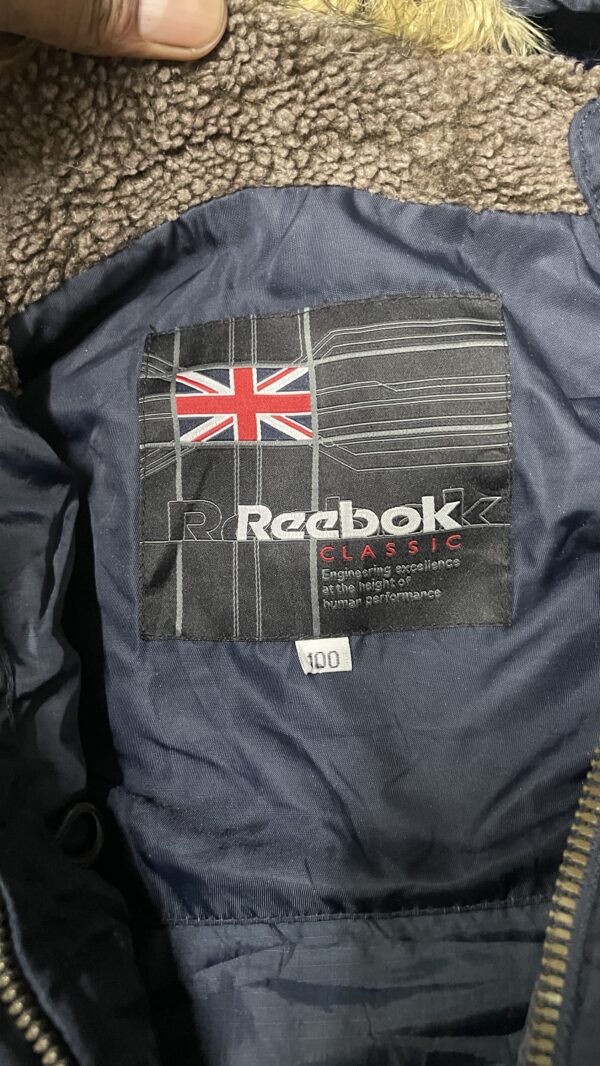 Reebok
CLASSIC
Engineering excellence
at the height of
human performance
100